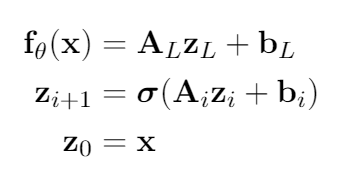 f_θ(x) = A_L z_L + b_L
z_{i+1} = σ(A_i z_i + b_i)
z_0 = x